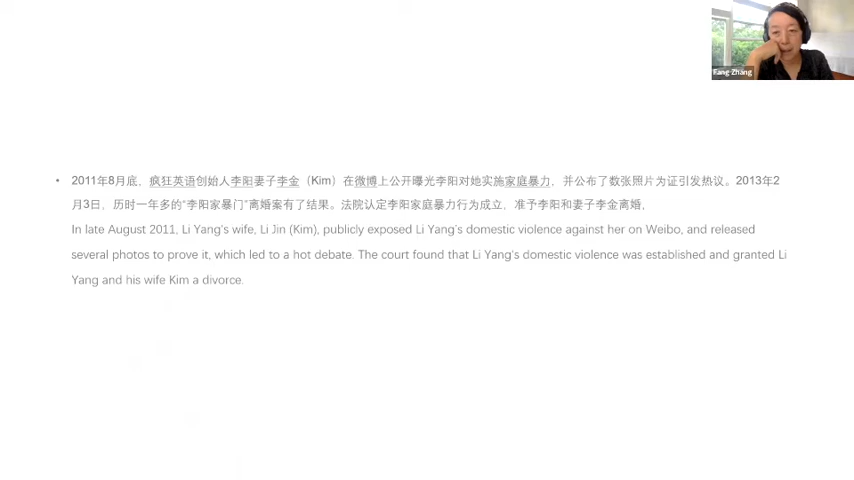 Fang Zhang
• 2011年8月底，疯狂英语创始人李阳妻子李金（Kim）在微博上公开曝光李阳对她实施家庭暴力，并公布了数张照片为证引发热议。2013年2
月3日，历时一年多的“李阳家暴门”离婚案有了结果。法院认定李阳家庭暴力行为成立，准予李阳和妻子李金离婚，
In late August 2011, Li Yang's wife, Li Jin (Kim), publicly exposed Li Yang's domestic violence against her on Weibo, and released
several photos to prove it, which led to a hot debate. The court found that Li Yang's domestic violence was established and granted Li
Yang and his wife Kim a divorce.